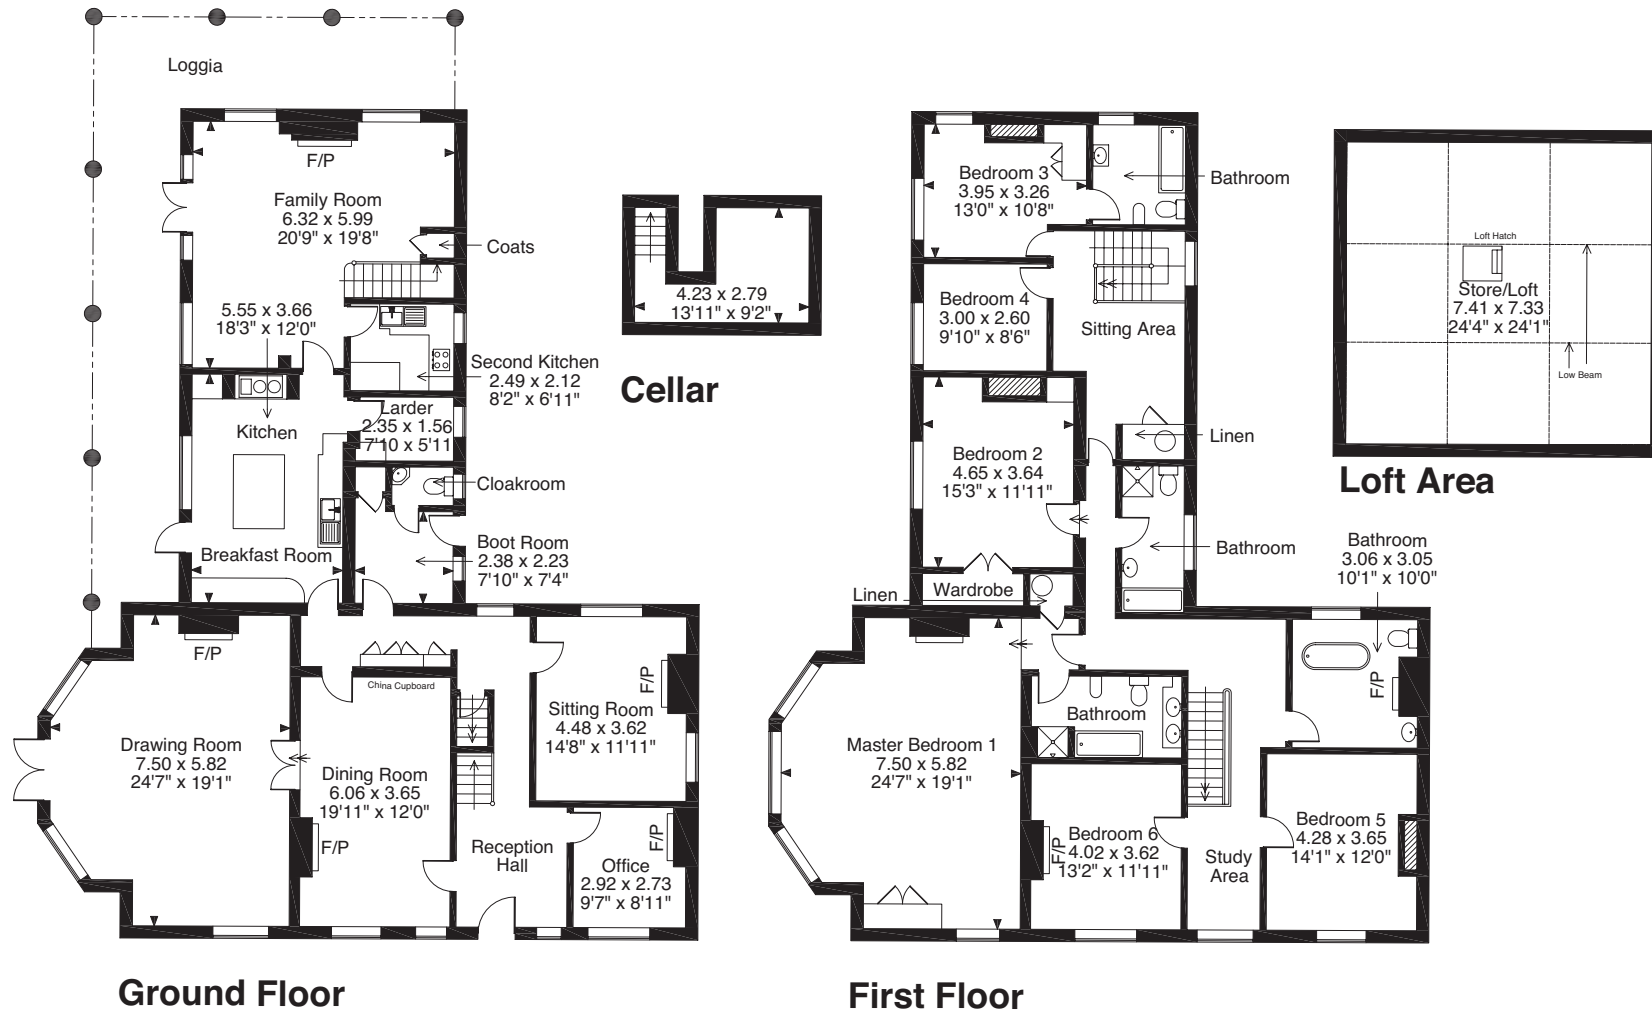 Loggia
F/P
Family Room
6.32 x 5.99
20'9" x 19'8"
Coats
5.55 x 3.66
18'3" x 12'0"
Second Kitchen
2.49 x 2.12
8'2" x 6'11"
Kitchen
Larder
2.35 x 1.56
7'10 x 5'11
Cloakroom
Breakfast Room
Boot Room
2.38 x 2.23
7'10" x 7'4"
F/P
China Cupboard
Drawing Room
7.50 x 5.82
24'7" x 19'1"
Dining Room
6.06 x 3.65
19'11" x 12'0"
F/P
Sitting Room
4.48 x 3.62
14'8" x 11'11"
F/P
Reception
Hall
Office
2.92 x 2.73
9'7" x 8'11"
F/P
Ground Floor
4.23 x 2.79
13'11" x 9'2"
Cellar
Bedroom 3
3.95 x 3.26
13'0" x 10'8"
Bathroom
Bedroom 4
3.00 x 2.60
9'10" x 8'6"
Sitting Area
Linen
Bedroom 2
4.65 x 3.64
15'3" x 11'11"
Bathroom
Linen
Wardrobe
Bathroom
3.06 x 3.05
10'1" x 10'0"
F/P
Bathroom
Master Bedroom 1
7.50 x 5.82
24'7" x 19'1"
Bedroom 6
4.02 x 3.62
13'2" x 11'11"
F/P
Study
Area
Bedroom 5
4.28 x 3.65
14'1" x 12'0"
First Floor
Loft Hatch
Store/Loft
7.41 x 7.33
24'4" x 24'1"
Low Beam
Loft Area